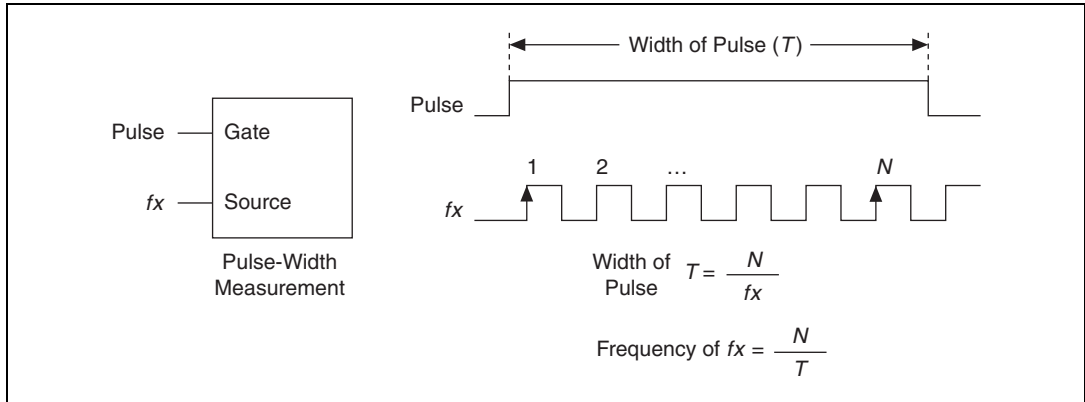 Width of Pulse (T)
Pulse
Pulse
Gate
1
2
...
N
fx
Source
fx
Pulse-Width
Measurement
Width of
Pulse
T = N
fx
Frequency of fx = N
T